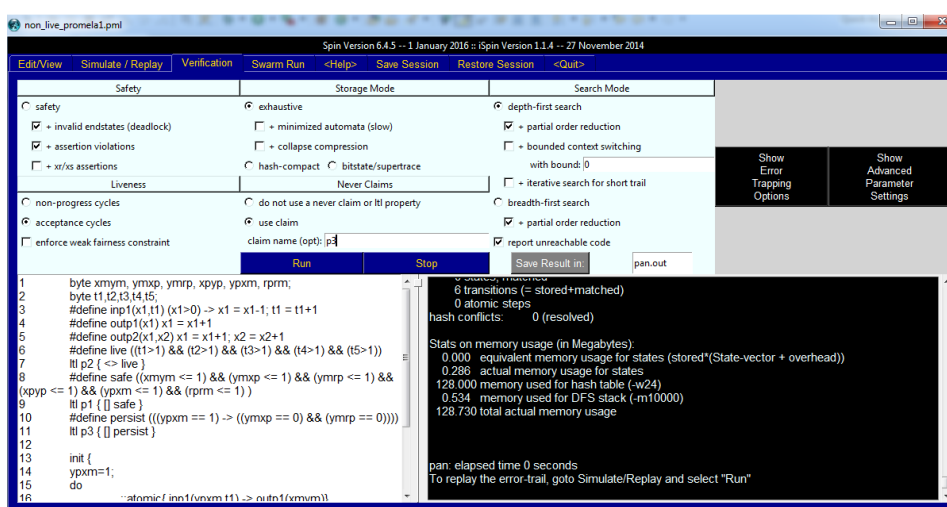 non_live_promela1.pml
Spin Version 6.4.5 -- 1 January 2016 :: iSpin Version 1.1.4 -- 27 November 2014
Edit/View Simulate / Replay Verification Swarm Run <Help> Save Session Restore Session <Quit>
Safety Storage Mode Search Mode
safety exhaustive depth-first search
+ invalid endstates (deadlock) + minimized automata (slow) + partial order reduction
+ assertion violations + collapse compression + bounded context switching
+ xr/xs assertions hash-compact bitstate/supertrace with bound: 0
Liveness Never Claims + iterative search for short trail
non-progress cycles do not use a never claim or ltl property breadth-first search
acceptance cycles use claim + partial order reduction
enforce weak fairness constraint claim name (opt): p3 report unreachable code
Run Stop Save Result in: pan.out
Show Error Trapping Options
Show Advanced Parameter Settings
1 byte xmym, ymxp, ymrp, xpyp, ypxm, rprm;
2 byte t1,t2,t3,t4,t5;
3 #define inp1(x1,t1) (x1>0) -> x1 = x1-1; t1 = t1+1
4 #define outp1(x1) x1 = x1+1
5 #define outp2(x1,x2) x1 = x1+1; x2 = x2+1
6 #define live ((t1>1) && (t2>1) && (t3>1) && (t4>1) && (t5>1))
7 ltl p2 { <> live }
8 #define safe ((xmym <= 1) && (ymxp <= 1) && (ymrp <= 1) &&
(xpyp <= 1) && (ypxm <= 1) && (rprm <= 1) )
9 ltl p1 { [] safe }
10 #define persist (((ypxm == 1) -> ((ymxp == 0) && (ymrp == 0))))
11 ltl p3 { [] persist }
12
13 init {
14 ypxm=1;
15 do
16 ::atomic{ inp1(ypxm,t1) -> outp1(xmym)}
0 states, matched
6 transitions (= stored+matched)
0 atomic steps
hash conflicts: 0 (resolved)
Stats on memory usage (in Megabytes):
0.000 equivalent memory usage for states (stored*(State-vector + overhead))
0.286 actual memory usage for states
128.000 memory used for hash table (-w24)
0.534 memory used for DFS stack (-m10000)
128.730 total actual memory usage
pan: elapsed time 0 seconds
To replay the error-trail, goto Simulate/Replay and select "Run"